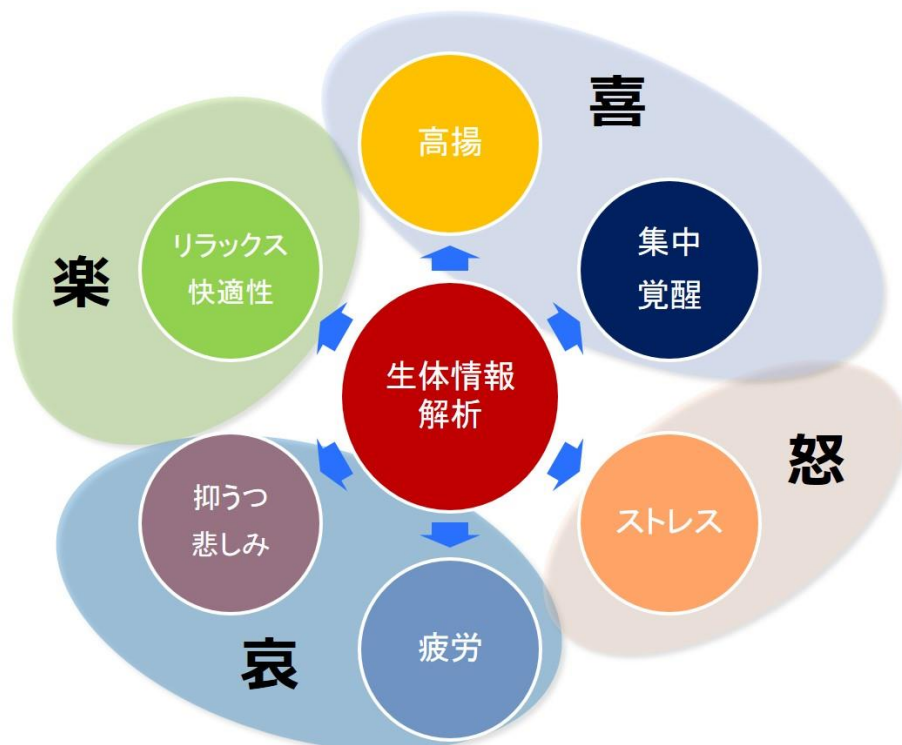 喜
高揚
集中
覚醒
楽
リラックス
快適性
生体情報
解析
怒
ストレス
抑うつ
悲しみ
哀
疲労